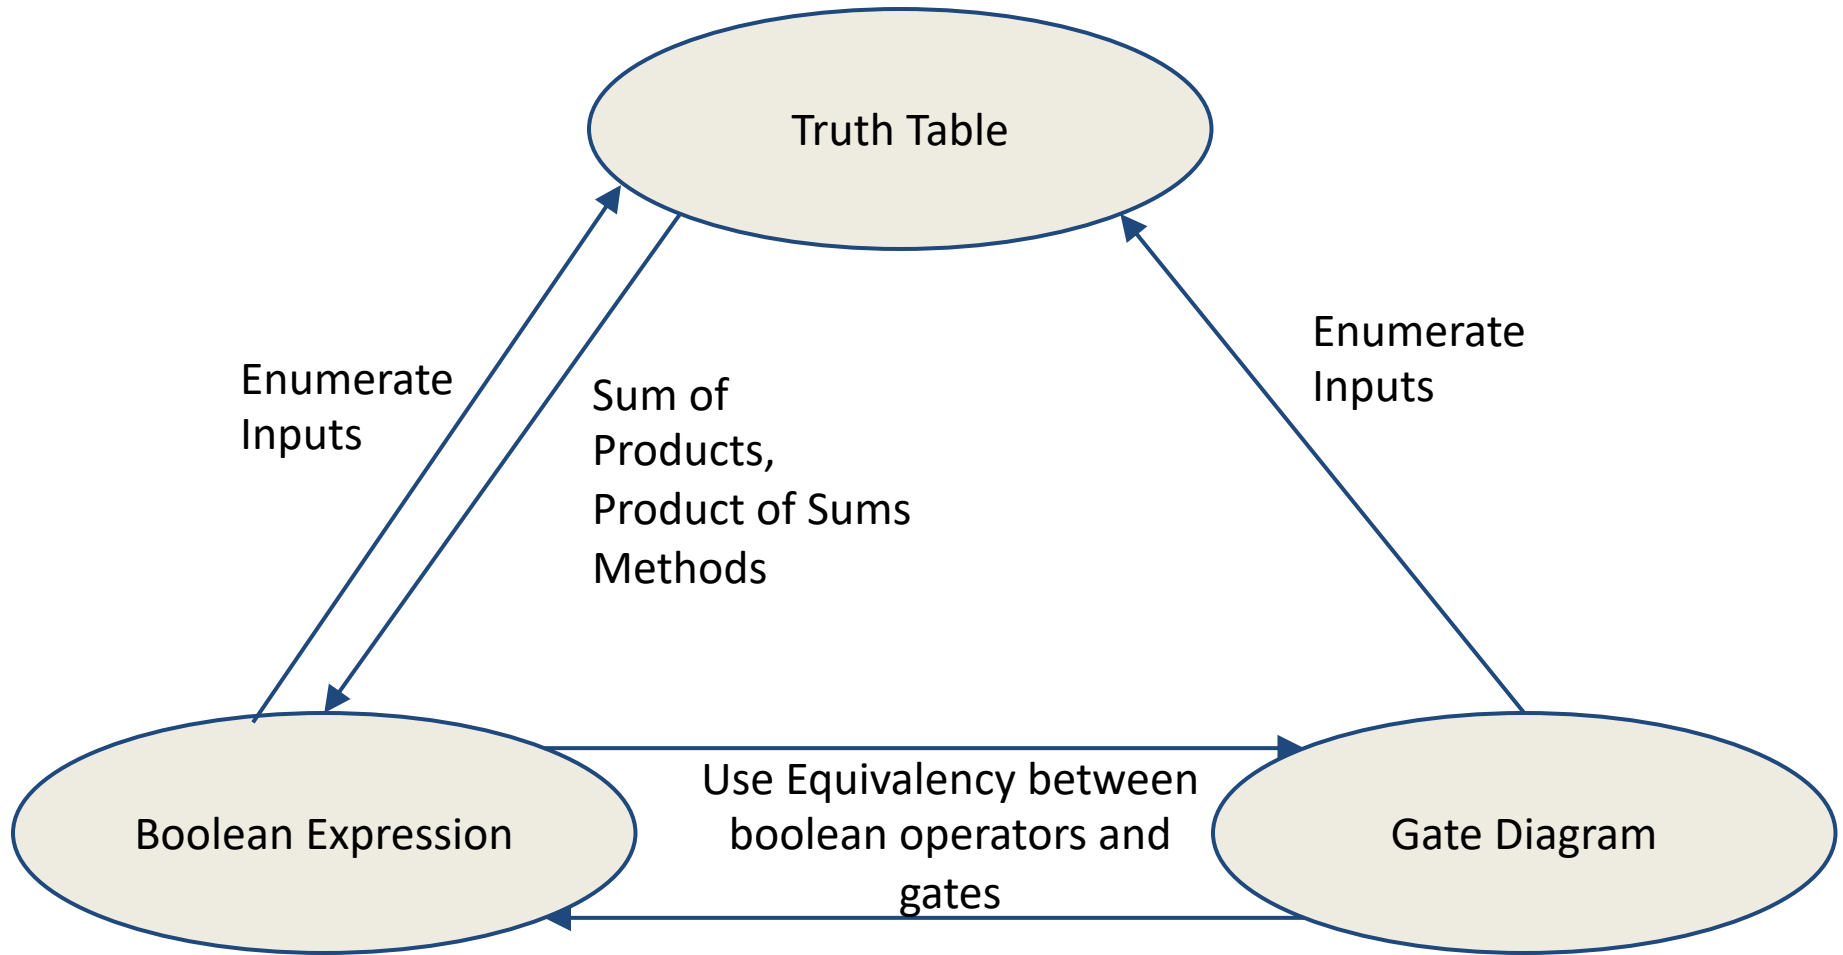 Truth Table
Enumerate
Inputs
Sum of
Products,
Product of Sums
Methods
Enumerate
Inputs
Use Equivalency between
boolean operators and
gates
Boolean Expression
Gate Diagram